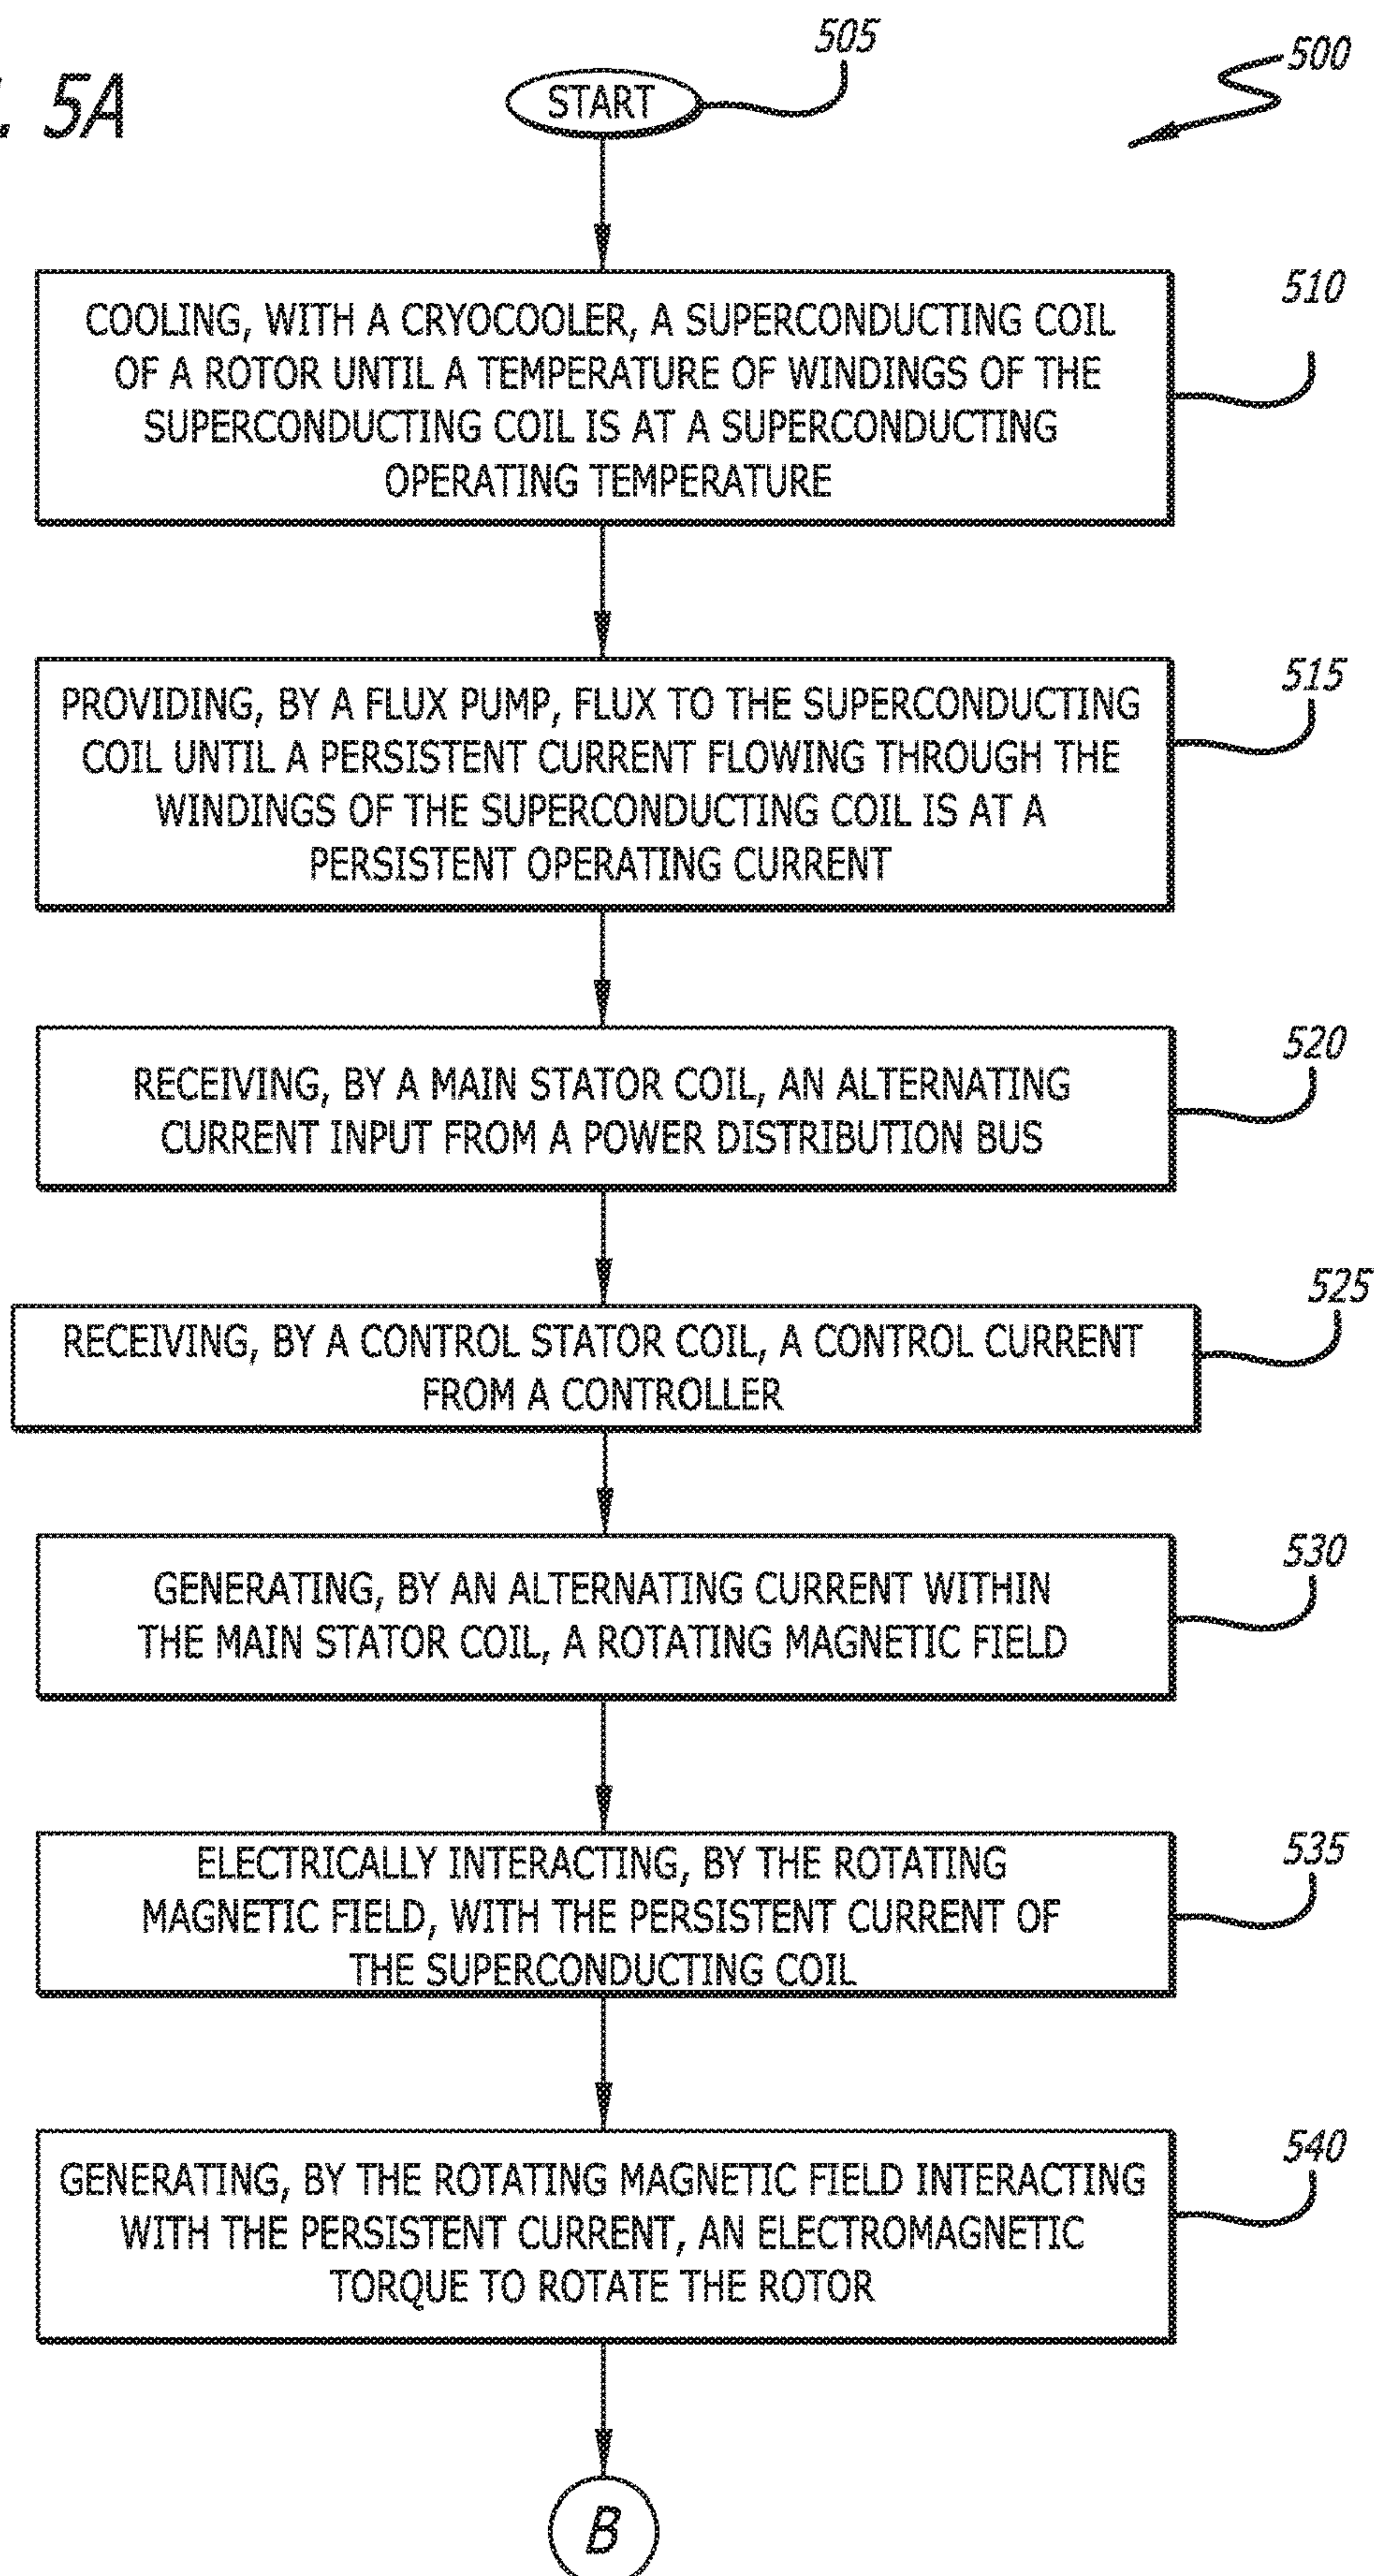 . 5A
505
500
START
510
COOLING, WITH A CRYOCOOLER, A SUPERCONDUCTING COIL
OF A ROTOR UNTIL A TEMPERATURE OF WINDINGS OF THE
SUPERCONDUCTING COIL IS AT A SUPERCONDUCTING
OPERATING TEMPERATURE
515
PROVIDING, BY A FLUX PUMP, FLUX TO THE SUPERCONDUCTING
COIL UNTIL A PERSISTENT CURRENT FLOWING THROUGH THE
WINDINGS OF THE SUPERCONDUCTING COIL IS AT A
PERSISTENT OPERATING CURRENT
520
RECEIVING, BY A MAIN STATOR COIL, AN ALTERNATING
CURRENT INPUT FROM A POWER DISTRIBUTION BUS
525
RECEIVING, BY A CONTROL STATOR COIL, A CONTROL CURRENT
FROM A CONTROLLER
530
GENERATING, BY AN ALTERNATING CURRENT WITHIN
THE MAIN STATOR COIL, A ROTATING MAGNETIC FIELD
535
ELECTRICALLY INTERACTING, BY THE ROTATING
MAGNETIC FIELD, WITH THE PERSISTENT CURRENT OF
THE SUPERCONDUCTING COIL
540
GENERATING, BY THE ROTATING MAGNETIC FIELD INTERACTING
WITH THE PERSISTENT CURRENT, AN ELECTROMAGNETIC
TORQUE TO ROTATE THE ROTOR
B